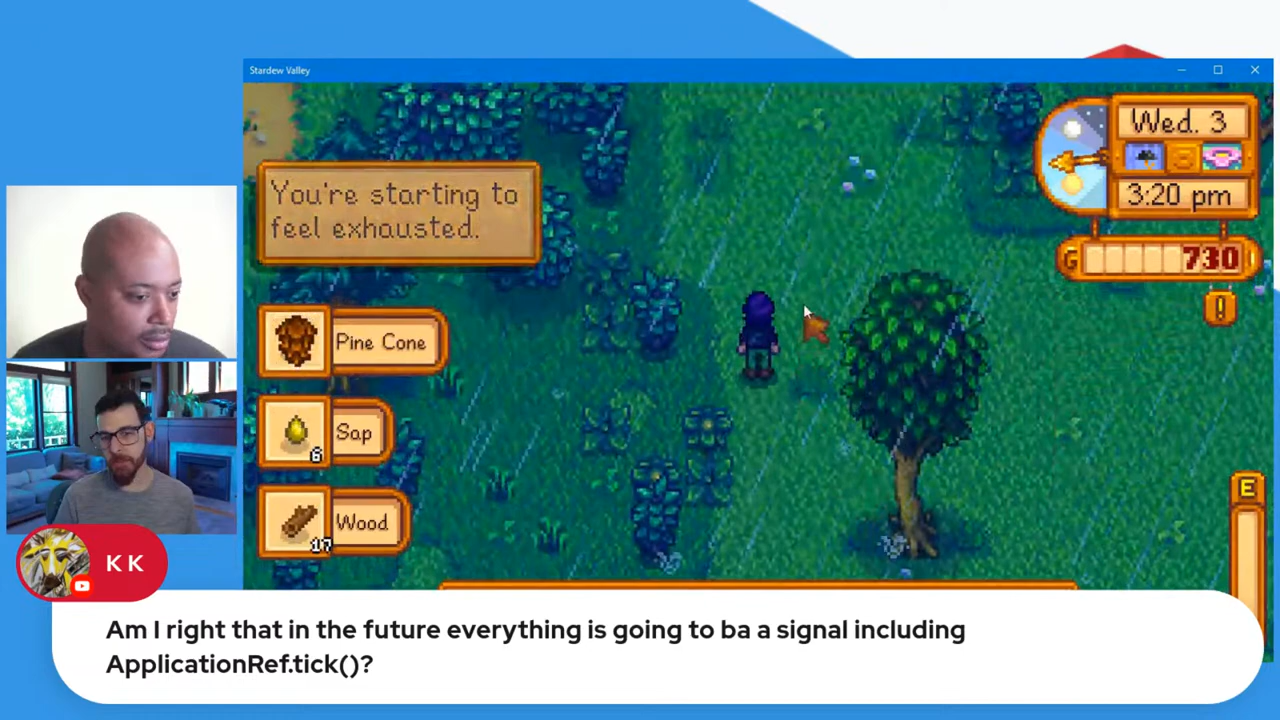 Stardew Valley
Wed. 3
3:20 pm
G 730
!
You're starting to
feel exhausted.
Pine Cone
6 Sap
17 Wood
E
K K
Am I right that in the future everything is going to ba a signal including
ApplicationRef.tick()?